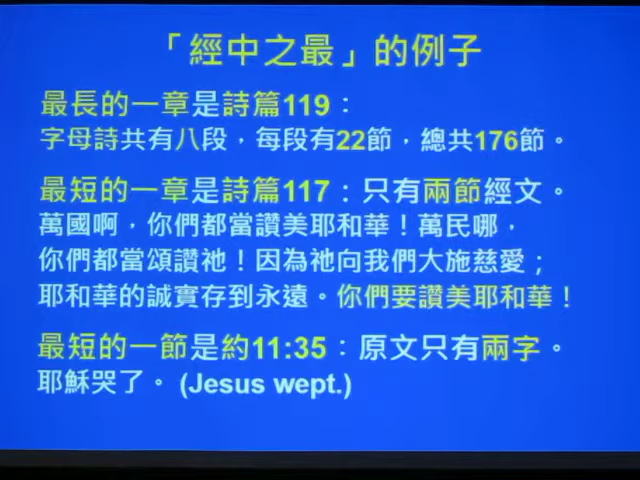 「經中之最」的例子
最長的一章是詩篇119：
字母詩共有八段，每段有22節，總共176節。
最短的一章是詩篇117：只有兩節經文。
萬國啊，你們都當讚美耶和華！萬民哪，
你們都當頌讚祂！因為祂向我們大施慈愛；
耶和華的誠實存到永遠。你們要讚美耶和華！
最短的一節是約11:35：原文只有兩字。
耶穌哭了。 (Jesus wept.)